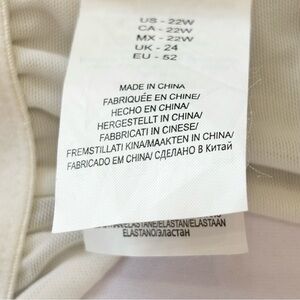 US - 22W
CA - 22W
MX - 22W
UK - 24
EU - 52
MADE IN CHINA
FABRIQUÉE EN CHINE/
HECHO EN CHINA/
HERGESTELLT IN CHINA/
FABBRICATI IN CINESE/
FREMSTILLATI KINA/MAAKTEN IN CHINA/
FABRICADO EM CHINA/ СДЕЛАНО В Китай
ELASTANE/ELASTAN/ELASTAAN
ELASTANO/эластан